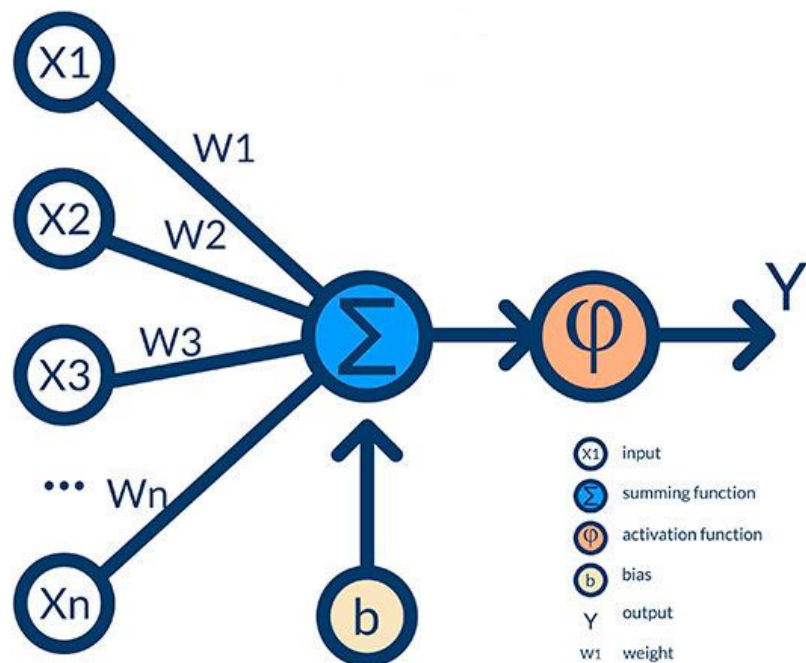 X1
W1
X2
W2
X3
W3
...
Wn
Xn
Σ
φ
Y
b
X1 input
Σ summing function
φ activation function
b bias
Y output
W1 weight